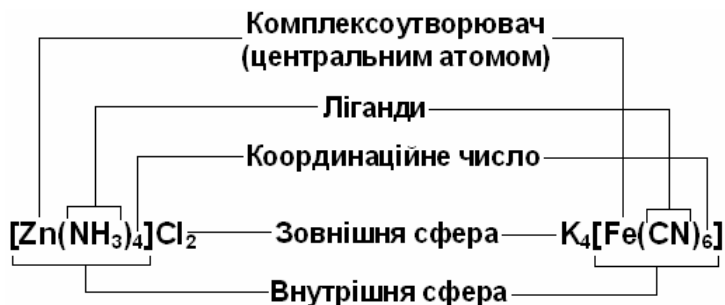 Комплексоутворювач
(центральним атомом)
Ліганди
Координаційне число
[Zn(NH₃)₄]Cl₂ Зовнішня сфера K₄[Fe(CN)₆]
Внутрішня сфера